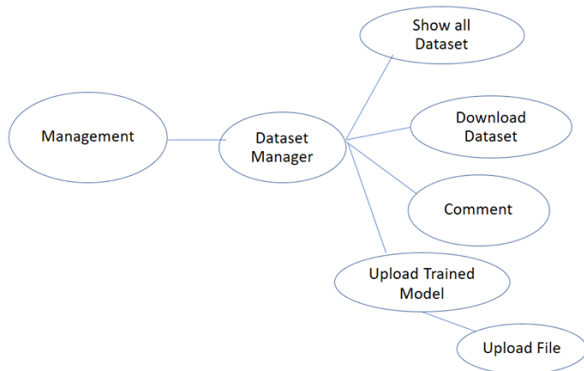 Show all
Dataset
Management
Dataset
Manager
Download
Dataset
Comment
Upload Trained
Model
Upload File